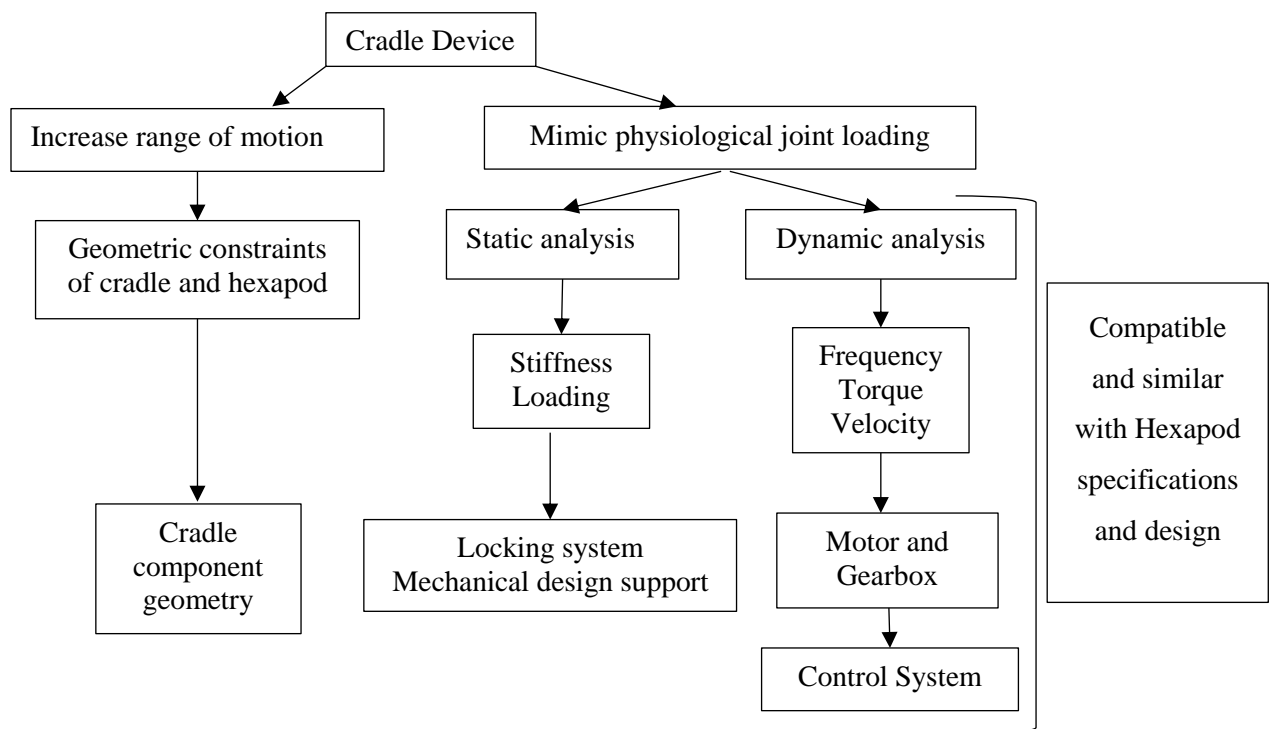 Cradle Device
Increase range of motion
Mimic physiological joint loading
Geometric constraints
of cradle and hexapod
Static analysis
Dynamic analysis
Stiffness
Loading
Frequency
Torque
Velocity
Compatible
and similar
with Hexapod
specifications
and design
Cradle
component
geometry
Locking system
Mechanical design support
Motor and
Gearbox
Control System